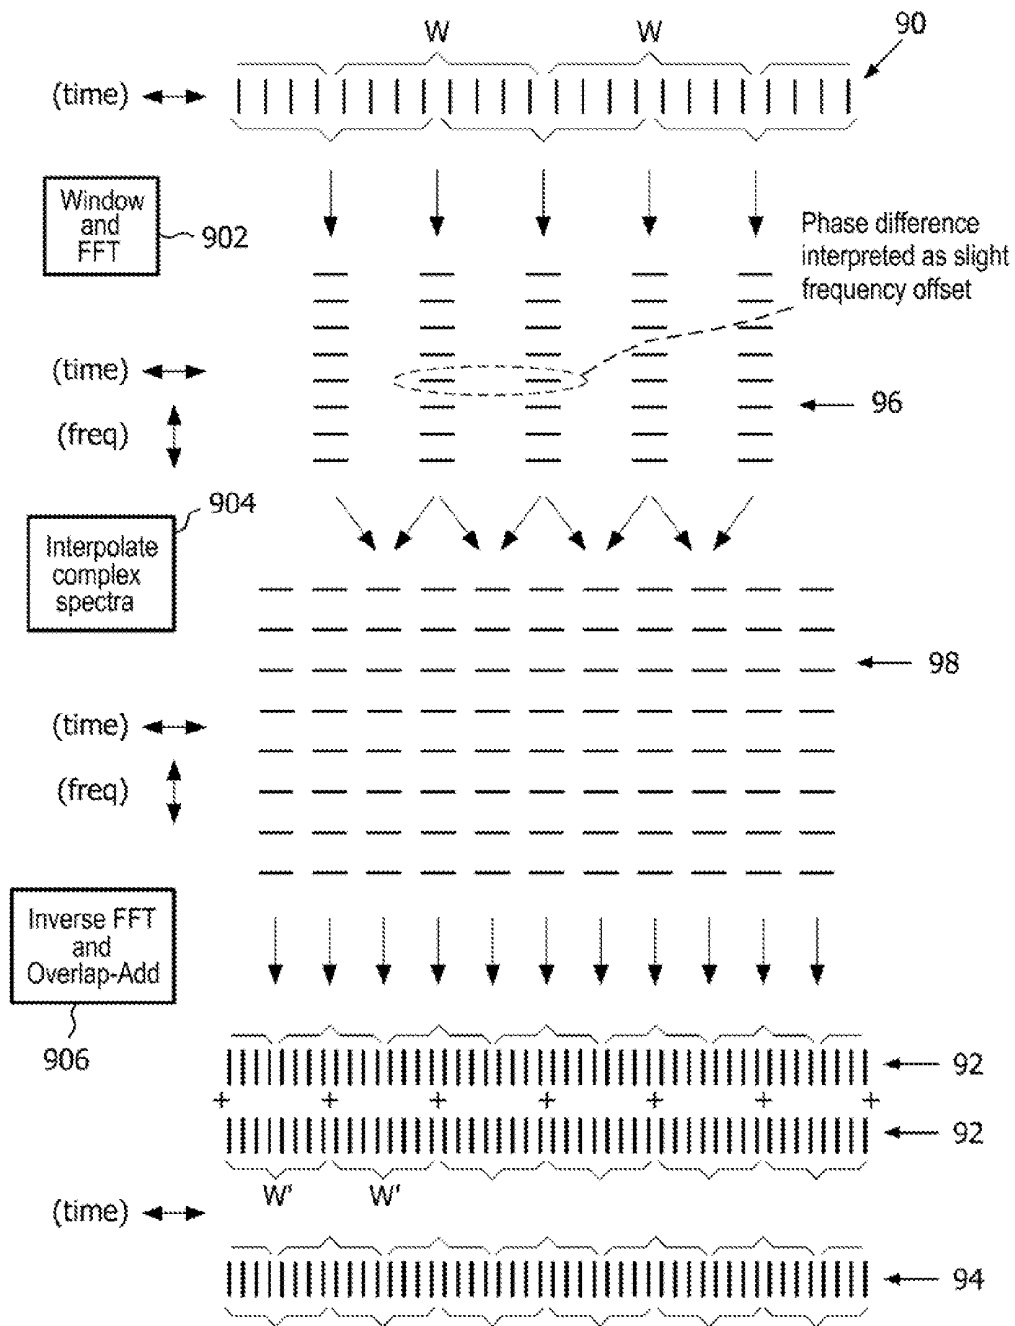 W W 90
(time)
Window
and
FFT
902
Phase difference
interpreted as slight
frequency offset
(time)
96
(freq)
904
Interpolate
complex
spectra
98
(time)
(freq)
Inverse FFT
and
Overlap-Add
906
92
+ + + + + + +
92
W' W'
(time)
94